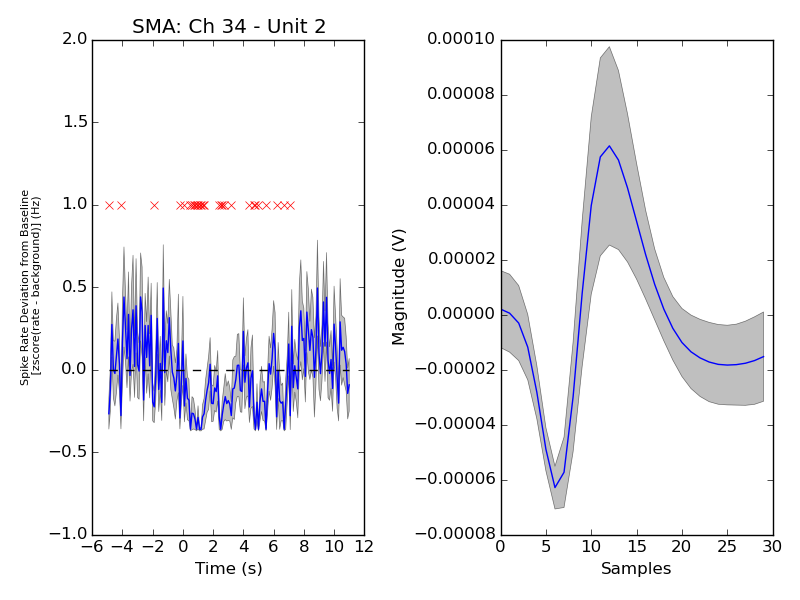 SMA: Ch 34 - Unit 2
Spike Rate Deviation from Baseline
[zscore(rate - background)] (Hz)
2.0
1.5
1.0
0.5
0.0
−0.5
−1.0
−6 −4 −2 0 2 4 6 8 10 12
Time (s)
Magnitude (V)
0.00010
0.00008
0.00006
0.00004
0.00002
0.00000
−0.00002
−0.00004
−0.00006
−0.00008
0 5 10 15 20 25 30
Samples